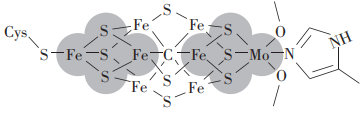 S
Cys
Fe Fe O
S S NH
S Fe S Fe C Fe S Mo N
S S S
Fe Fe O
S